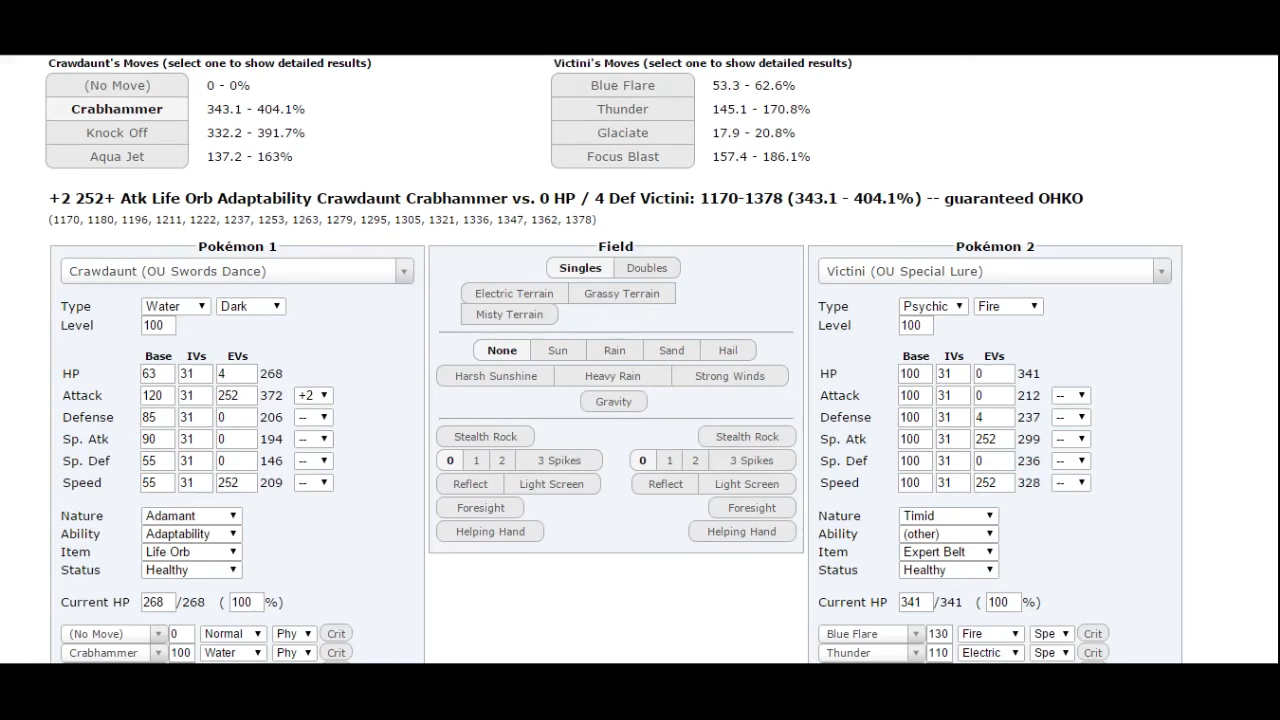 Crawdaunt's Moves (select one to show detailed results) Victini's Moves (select one to show detailed results)
(No Move) 0 - 0% Blue Flare 53.3 - 62.6%
Crabhammer 343.1 - 404.1% Thunder 145.1 - 170.8%
Knock Off 332.2 - 391.7% Glaciate 17.9 - 20.8%
Aqua Jet 137.2 - 163% Focus Blast 157.4 - 186.1%
+2 252+ Atk Life Orb Adaptability Crawdaunt Crabhammer vs. 0 HP / 4 Def Victini: 1170-1378 (343.1 - 404.1%) -- guaranteed OHKO
(1170, 1180, 1196, 1211, 1222, 1237, 1253, 1263, 1279, 1295, 1305, 1321, 1336, 1347, 1362, 1378)
Pokémon 1
Crawdaunt (OU Swords Dance)
Type Water Dark
Level 100
Base IVs EVs
HP 63 31 4 268
Attack 120 31 252 372 +2
Defense 85 31 0 206 --
Sp. Atk 90 31 0 194 --
Sp. Def 55 31 0 146 --
Speed 55 31 252 209 --
Nature Adamant
Ability Adaptability
Item Life Orb
Status Healthy
Current HP 268 /268 ( 100 %)
(No Move) 0 Normal Phy Crit
Crabhammer 100 Water Phy Crit
Field
Singles Doubles
Electric Terrain Grassy Terrain
Misty Terrain
None Sun Rain Sand Hail
Harsh Sunshine Heavy Rain Strong Winds
Gravity
Stealth Rock Stealth Rock
0 1 2 3 Spikes 0 1 2 3 Spikes
Reflect Light Screen Reflect Light Screen
Foresight Foresight
Helping Hand Helping Hand
Pokémon 2
Victini (OU Special Lure)
Type Psychic Fire
Level 100
Base IVs EVs
HP 100 31 0 341
Attack 100 31 0 212 --
Defense 100 31 4 237 --
Sp. Atk 100 31 252 299 --
Sp. Def 100 31 0 236 --
Speed 100 31 252 328 --
Nature Timid
Ability (other)
Item Expert Belt
Status Healthy
Current HP 341 /341 ( 100 %)
Blue Flare 130 Fire Spe Crit
Thunder 110 Electric Spe Crit